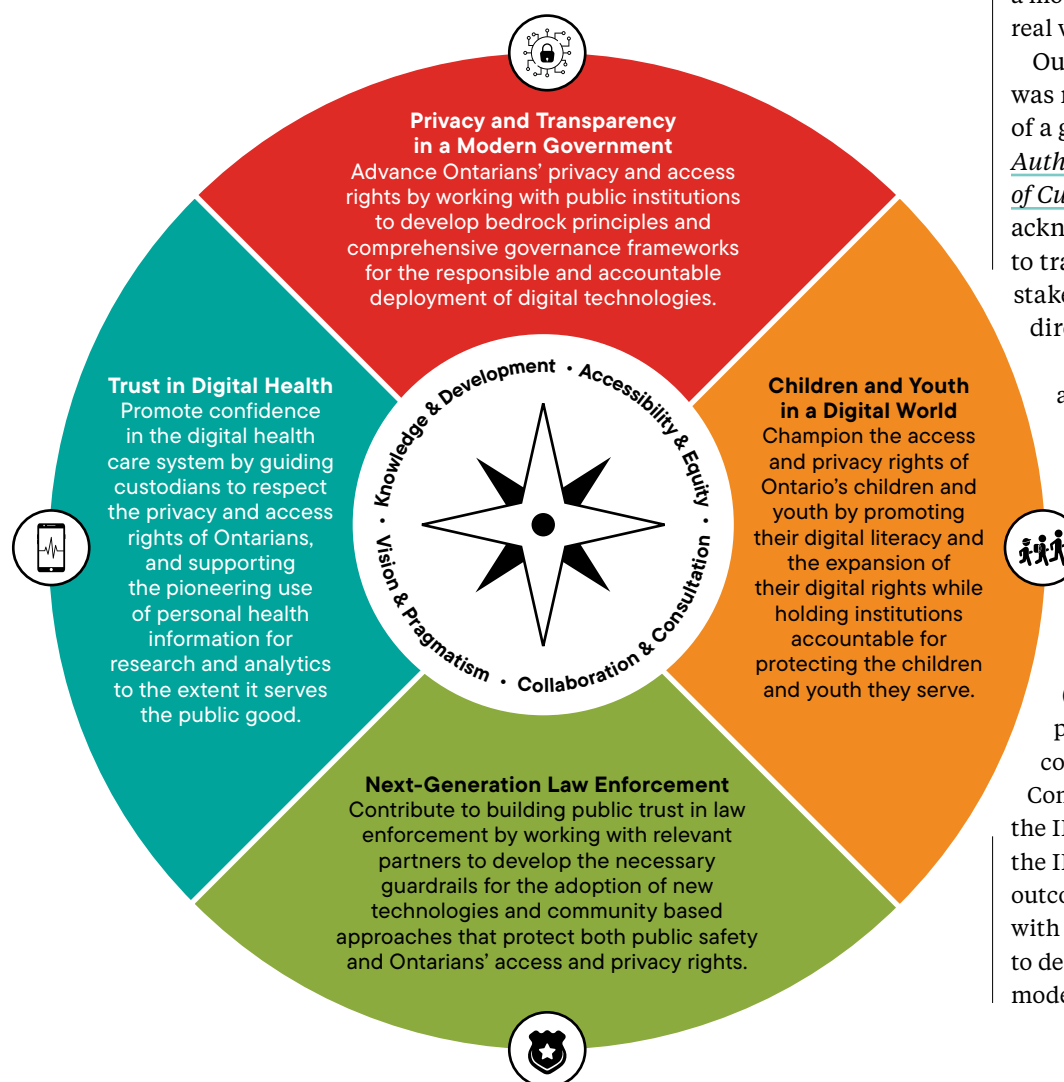 Privacy and Transparency
in a Modern Government
Advance Ontarians’ privacy and access
rights by working with public institutions
to develop bedrock principles and
comprehensive governance frameworks
for the responsible and accountable
deployment of digital technologies.
Trust in Digital Health
Promote confidence
in the digital health
care system by guiding
custodians to respect
the privacy and access
rights of Ontarians,
and supporting
the pioneering use
of personal health
information for
research and analytics
to the extent it serves
the public good.
Knowledge & Development • Accessibility & Equity •
Collaboration & Consultation •
Vision & Pragmatism •
Children and Youth
in a Digital World
Champion the access
and privacy rights of
Ontario’s children and
youth by promoting
their digital literacy and
the expansion of
their digital rights while
holding institutions
accountable for
protecting the children
and youth they serve.
Next-Generation Law Enforcement
Contribute to building public trust in law
enforcement by working with relevant
partners to develop the necessary
guardrails for the adoption of new
technologies and community based
approaches that protect both public safety
and Ontarians’ access and privacy rights.
real
Ou
was
of a
Auth
of Cu
ackn
to tra
stake
dire
a
p
co
Con
the
the
outco
with
to de
mode